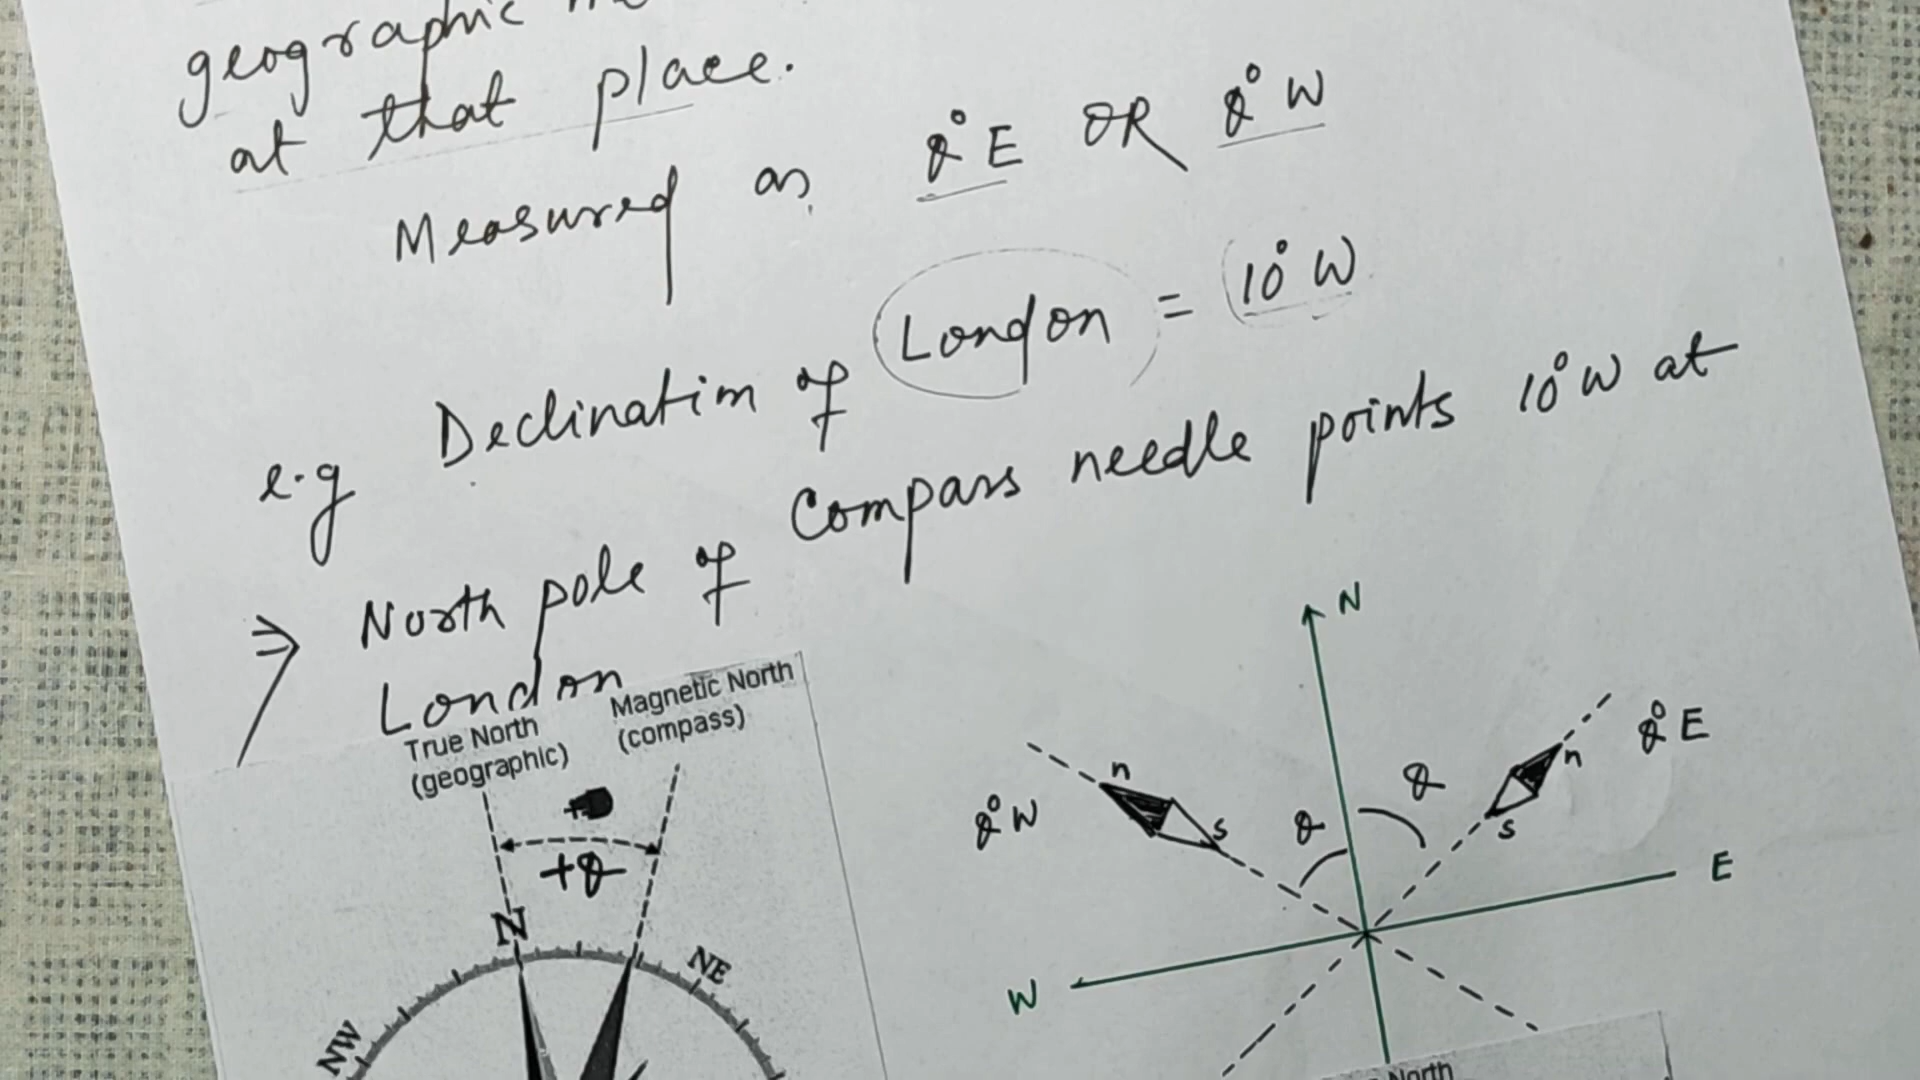 geographic
at that place.
Measured as θ°E OR θ°W
e.g Declination of London = 10°W
⇒ North pole of Compass needle points 10°W at
London
True North
(geographic)
Magnetic North
(compass)
+θ
N
NE
NW
N
θ°W
n
s
θ
θ
n
s
θ°E
E
W
North